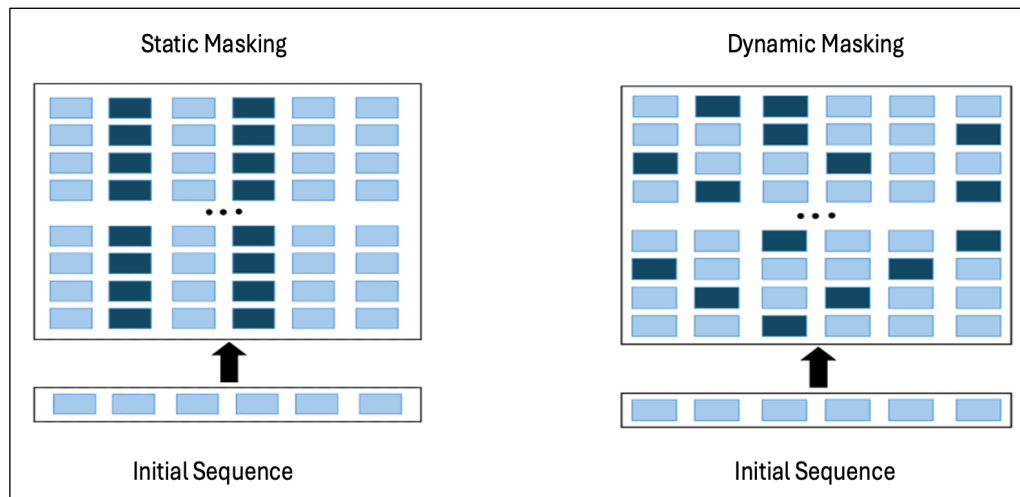 Static Masking
Dynamic Masking
...
...
Initial Sequence
Initial Sequence